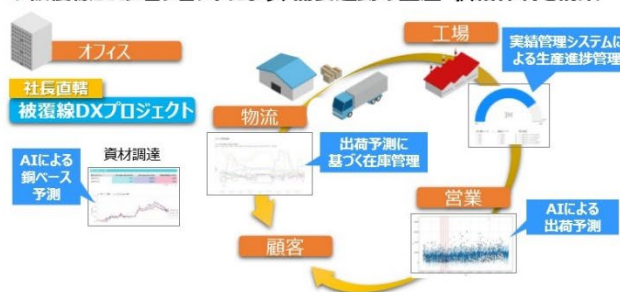 オフィス
社長直轄
被覆線DXプロジェクト
資材調達
AIによる
銅ベース
予測
物流
出荷予測に
基づく在庫管理
工場
実績管理システムに
よる生産進捗管理
営業
AIによる
出荷予測
顧客